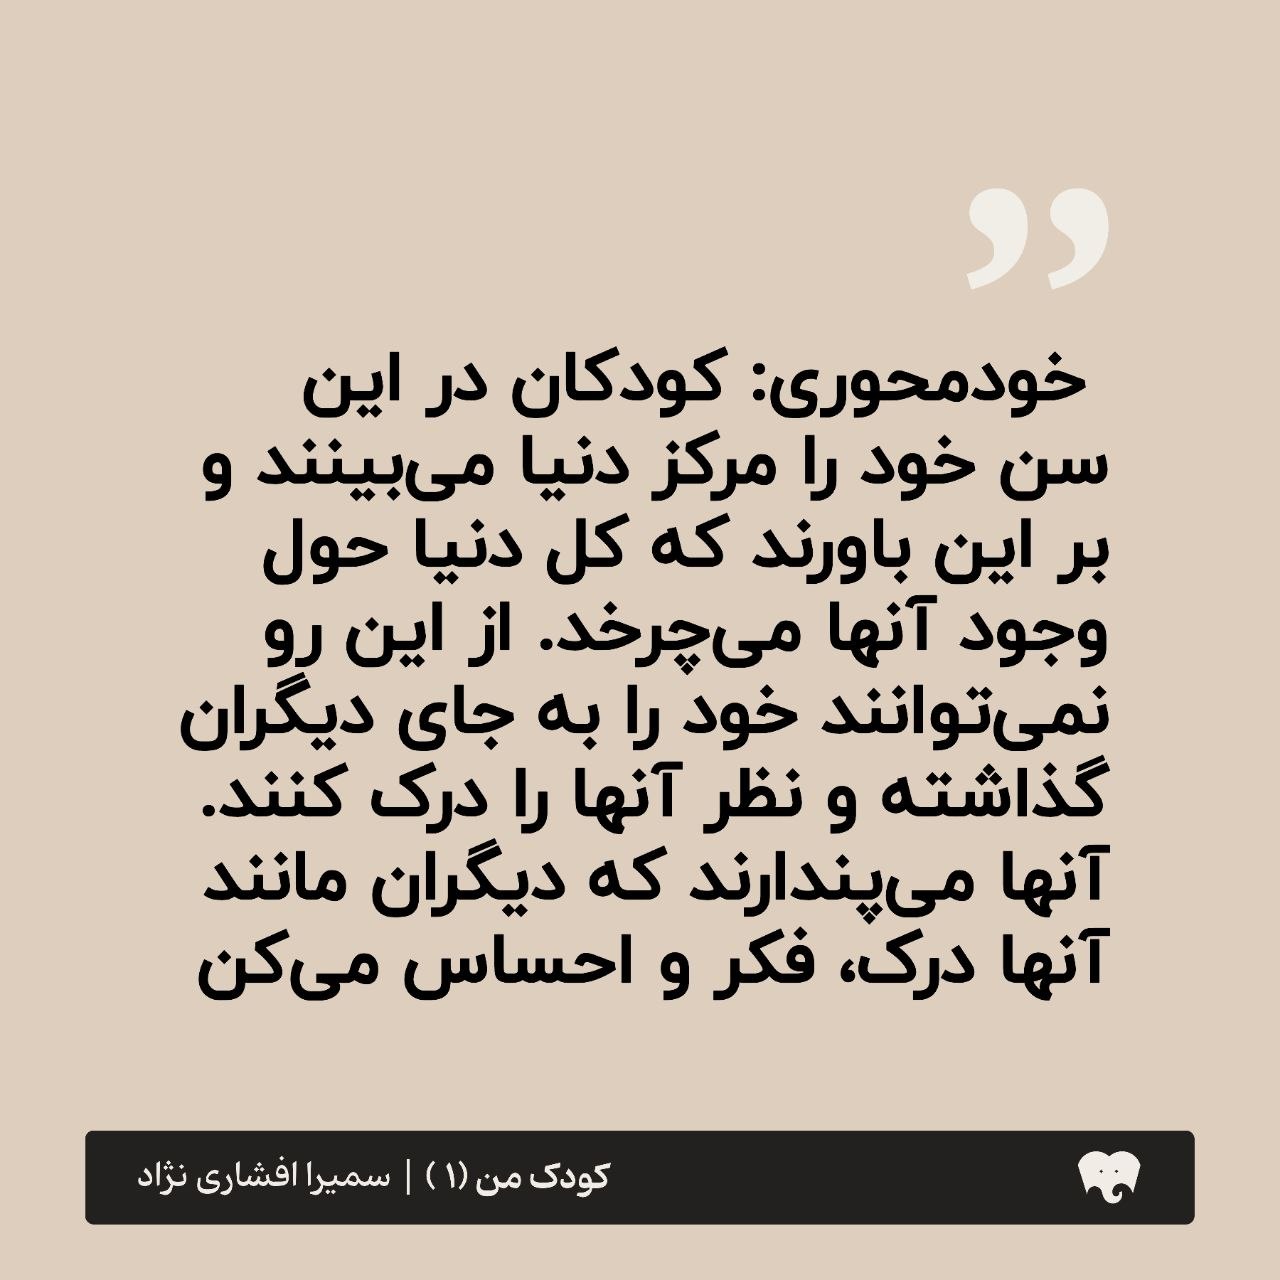 خودمحوری: کودکان در این
سن خود را مرکز دنیا می‌بینند و
بر این باورند که کل دنیا حول
وجود آنها می‌چرخد. از این رو
نمی‌توانند خود را به جای دیگران
گذاشته و نظر آنها را درک کنند.
آنها می‌پندارند که دیگران مانند
آنها درک، فکر و احساس می‌کن
کودک من (۱) | سمیرا افشاری نژاد